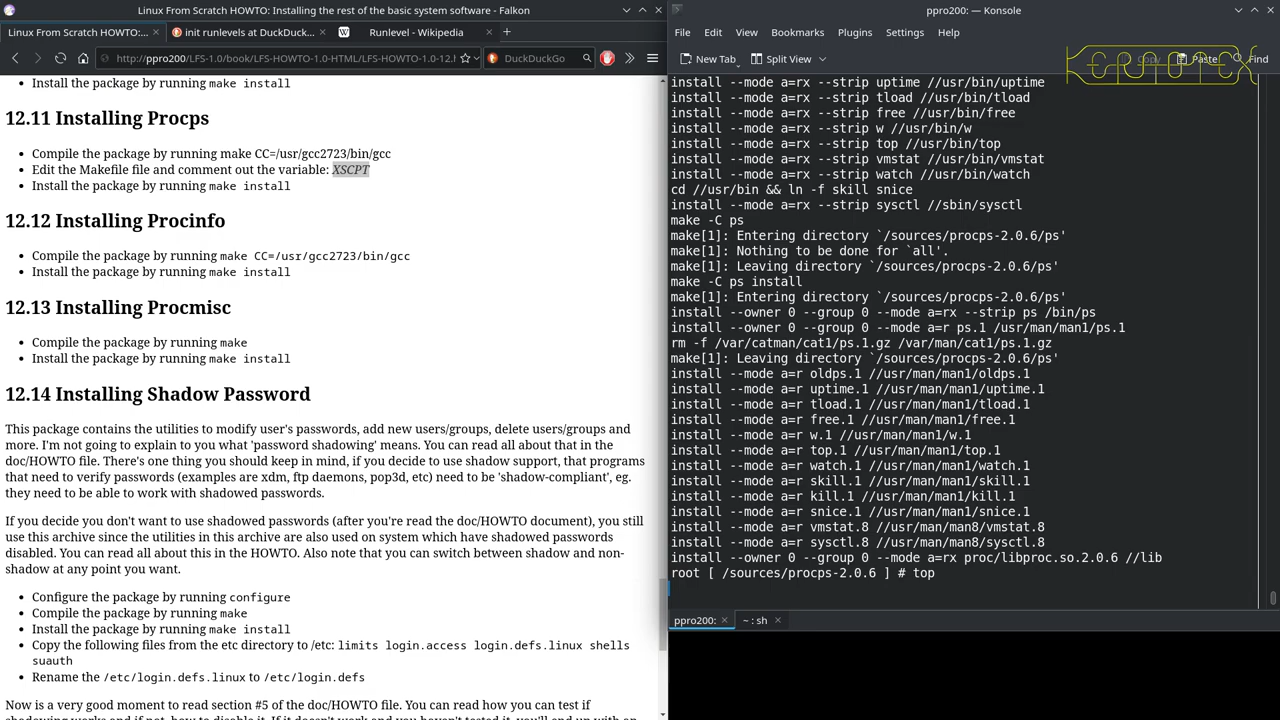 Linux From Scratch HOWTO: Installing the rest of the basic system software - Falkon
Linux From Scratch HOWTO:...
init runlevels at DuckDuck...
Runlevel - Wikipedia
http://ppro200/LFS-1.0/book/LFS-HOWTO-1.0-HTML/LFS-HOWTO-1.0-12.h
DuckDuckGo
Install the package by running make install
12.11 Installing Procps
Compile the package by running make CC=/usr/gcc2723/bin/gcc
Edit the Makefile file and comment out the variable: XSCPT
Install the package by running make install
12.12 Installing Procinfo
Compile the package by running make CC=/usr/gcc2723/bin/gcc
Install the package by running make install
12.13 Installing Procmisc
Compile the package by running make
Install the package by running make install
12.14 Installing Shadow Password
This package contains the utilities to modify user's passwords, add new users/groups, delete users/groups and
more. I'm not going to explain to you what 'password shadowing' means. You can read all about that in the
doc/HOWTO file. There's one thing you should keep in mind, if you decide to use shadow support, that programs
that need to verify passwords (examples are xdm, ftp daemons, pop3d, etc) need to be 'shadow-compliant', eg.
they need to be able to work with shadowed passwords.
If you decide you don't want to use shadowed passwords (after you're read the doc/HOWTO document), you still
use this archive since the utilities in this archive are also used on system which have shadowed passwords
disabled. You can read all about this in the HOWTO. Also note that you can switch between shadow and non-
shadow at any point you want.
Configure the package by running configure
Compile the package by running make
Install the package by running make install
Copy the following files from the etc directory to /etc: limits login.access login.defs.linux shells
suauth
Rename the /etc/login.defs.linux to /etc/login.defs
Now is a very good moment to read section #5 of the doc/HOWTO file. You can read how you can test if
ppro200: — Konsole
File Edit View Bookmarks Plugins Settings Help
New Tab
Split View
Copy
Paste
Find
install --mode a=rx --strip uptime //usr/bin/uptime
install --mode a=rx --strip tload //usr/bin/tload
install --mode a=rx --strip free //usr/bin/free
install --mode a=rx --strip w //usr/bin/w
install --mode a=rx --strip top //usr/bin/top
install --mode a=rx --strip vmstat //usr/bin/vmstat
install --mode a=rx --strip watch //usr/bin/watch
cd //usr/bin && ln -f skill snice
install --mode a=rx --strip sysctl //sbin/sysctl
make -C ps
make[1]: Entering directory `/sources/procps-2.0.6/ps'
make[1]: Nothing to be done for `all'.
make[1]: Leaving directory `/sources/procps-2.0.6/ps'
make -C ps install
make[1]: Entering directory `/sources/procps-2.0.6/ps'
install --owner 0 --group 0 --mode a=rx --strip ps /bin/ps
install --owner 0 --group 0 --mode a=r ps.1 /usr/man/man1/ps.1
rm -f /var/catman/cat1/ps.1.gz /var/man/cat1/ps.1.gz
make[1]: Leaving directory `/sources/procps-2.0.6/ps'
install --mode a=r oldps.1 //usr/man/man1/oldps.1
install --mode a=r uptime.1 //usr/man/man1/uptime.1
install --mode a=r tload.1 //usr/man/man1/tload.1
install --mode a=r free.1 //usr/man/man1/free.1
install --mode a=r w.1 //usr/man/man1/w.1
install --mode a=r top.1 //usr/man/man1/top.1
install --mode a=r watch.1 //usr/man/man1/watch.1
install --mode a=r skill.1 //usr/man/man1/skill.1
install --mode a=r kill.1 //usr/man/man1/kill.1
install --mode a=r snice.1 //usr/man/man1/snice.1
install --mode a=r vmstat.8 //usr/man/man8/vmstat.8
install --mode a=r sysctl.8 //usr/man/man8/sysctl.8
install --owner 0 --group 0 --mode a=rx proc/libproc.so.2.0.6 //lib
root [ /sources/procps-2.0.6 ] # top
ppro200:
~ : sh